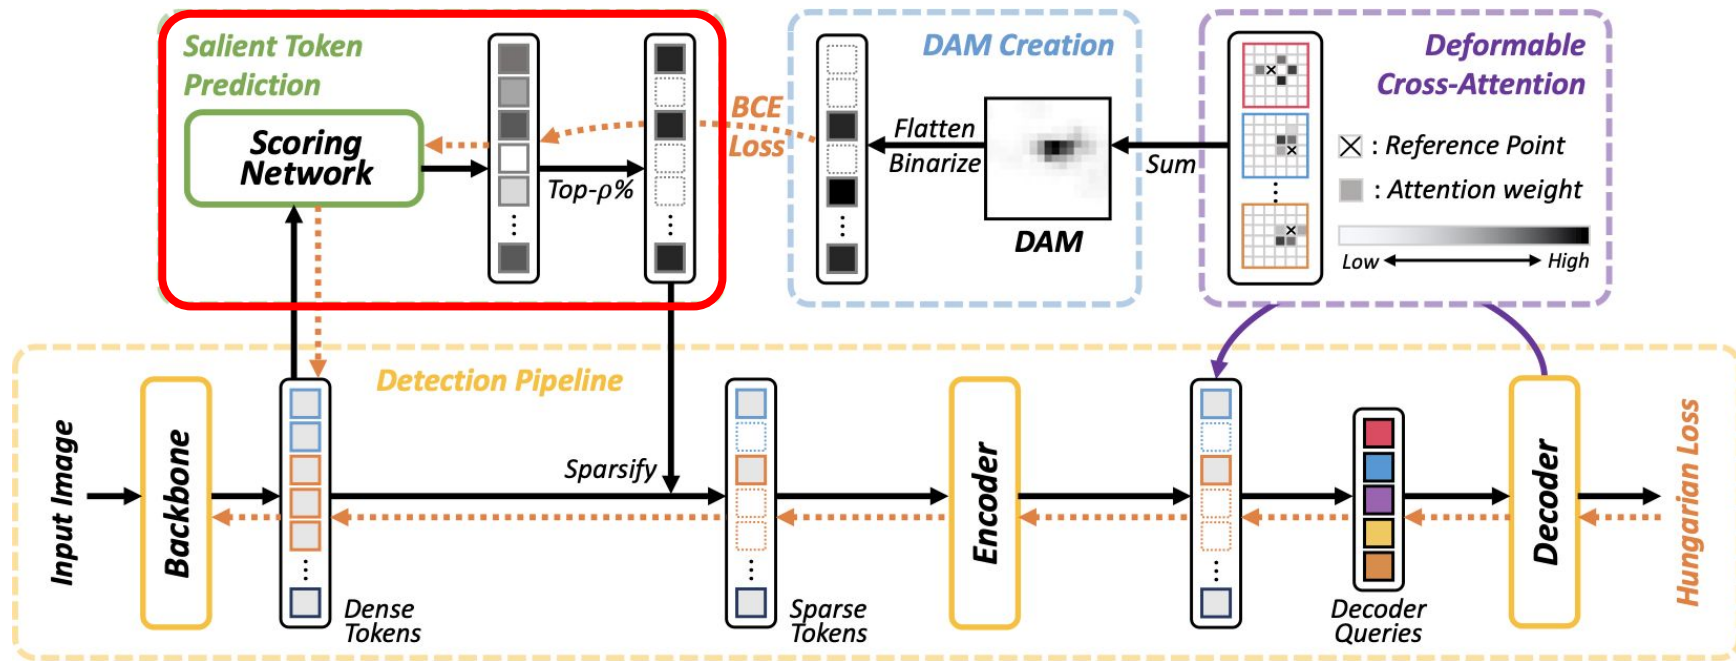 Salient Token
Prediction
Scoring
Network
Top-ρ%
BCE
Loss
DAM Creation
Flatten
Binarize
DAM
Sum
Deformable
Cross-Attention
: Reference Point
: Attention weight
Low
High
Detection Pipeline
Input Image
Backbone
Dense
Tokens
Sparsify
Sparse
Tokens
Encoder
Decoder
Queries
Decoder
Hungarian Loss